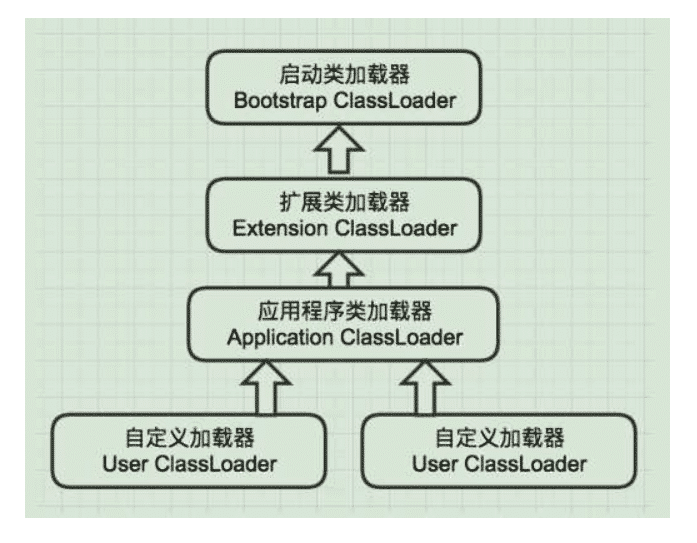 启动类加载器
Bootstrap ClassLoader
扩展类加载器
Extension ClassLoader
应用程序类加载器
Application ClassLoader
自定义加载器
User ClassLoader
自定义加载器
User ClassLoader